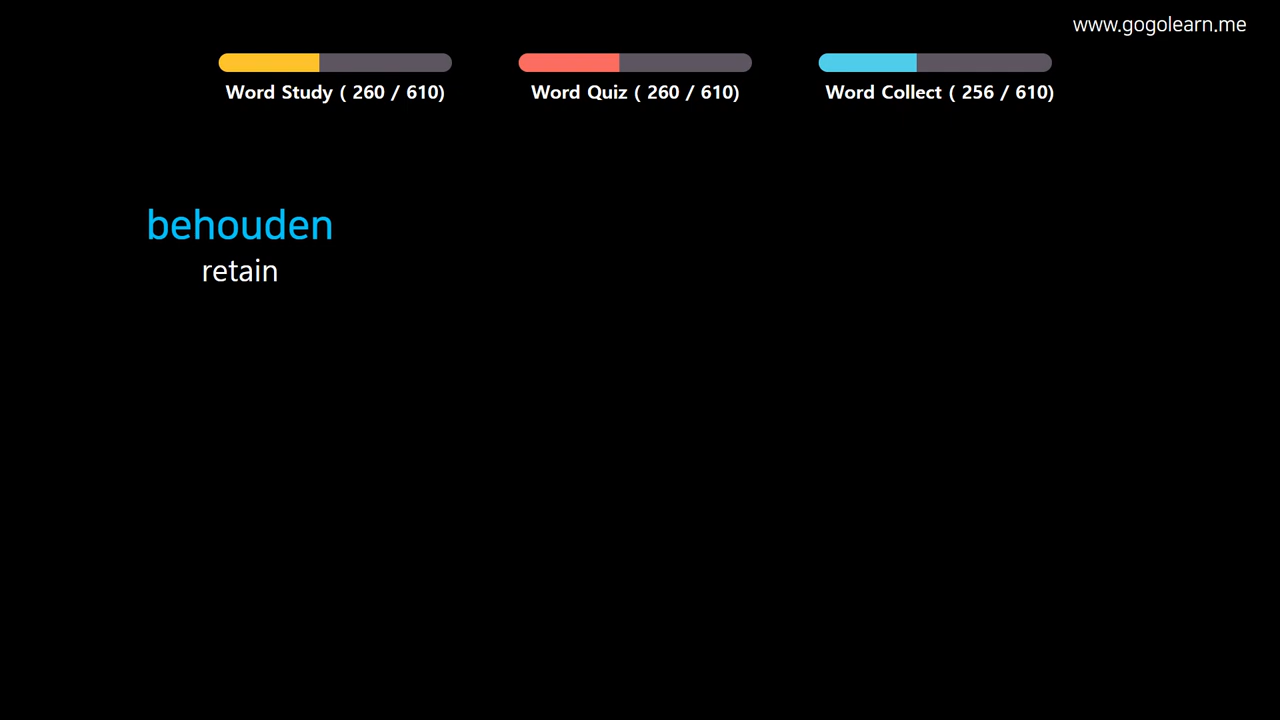 www.gogolearn.me
Word Study ( 260 / 610)
Word Quiz ( 260 / 610)
Word Collect ( 256 / 610)
behouden
retain